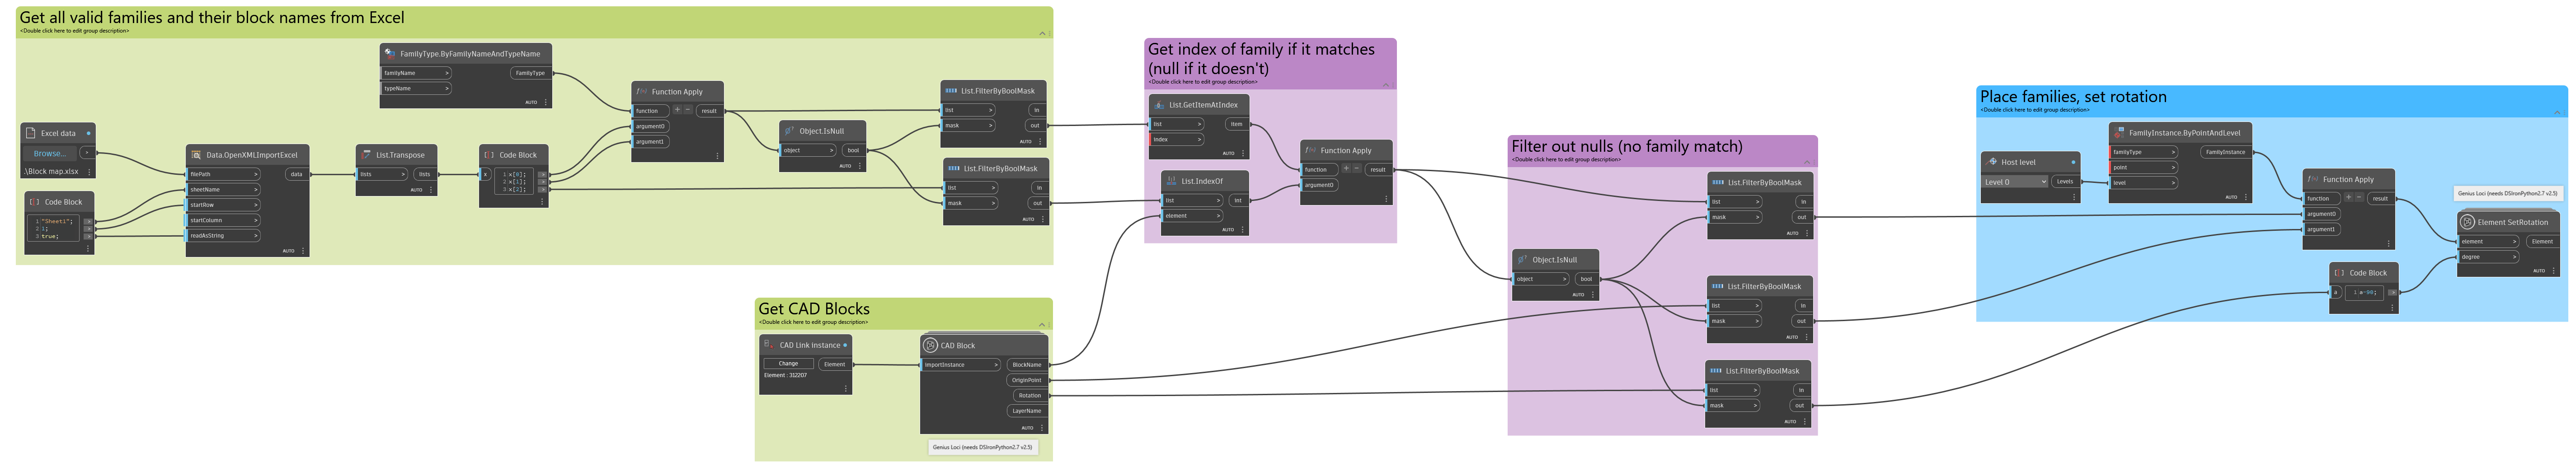 Get all valid families and their block names from Excel
<Double click here to edit group description>
FamilyType.ByFamilyNameAndTypeName
familyName >
typeName >
FamilyType
AUTO
Excel data
Browse...
>
.\Block map.xlsx
Code Block
1 "Sheet1";
2 1;
3 true;
Data.OpenXMLImportExcel
filePath >
sheetName >
startRow >
startColumn >
readAsString >
data
AUTO
List.Transpose
lists >
lists
AUTO
Code Block
x
1 x[0];
2 x[1];
3 x[2];
Function Apply
function
+ -
result
argument0
argument1
Object.IsNull
object >
bool
AUTO
List.FilterByBoolMask
list >
mask >
in
out
AUTO
List.FilterByBoolMask
list >
mask >
in
out
AUTO
Get CAD Blocks
<Double click here to edit group description>
CAD Link Instance
Change
Element
Element : 312207
CAD Block
ImportInstance >
BlockName
OriginPoint
Rotation
LayerName
AUTO
Genius Loci (needs DSIronPython2.7 v2.5)
Get index of family if it matches
(null if it doesn't)
<Double click here to edit group description>
List.GetItemAtIndex
list >
index >
item
AUTO
List.IndexOf
list >
element >
int
AUTO
Function Apply
function
+ -
result
argument0
Filter out nulls (no family match)
<Double click here to edit group description>
Object.IsNull
object >
bool
AUTO
List.FilterByBoolMask
list >
mask >
in
out
AUTO
List.FilterByBoolMask
list >
mask >
in
out
AUTO
List.FilterByBoolMask
list >
mask >
in
out
AUTO
Place families, set rotation
<Double click here to edit group description>
Host level
Level 0
Levels
FamilyInstance.ByPointAndLevel
familyType >
point >
level >
FamilyInstance
AUTO
Function Apply
function
+ -
result
argument0
argument1
Code Block
a
Genius Loci (needs DSIronPython2.7 v2.5)
Element SetRotation
element >
degree >
Element
AUTO